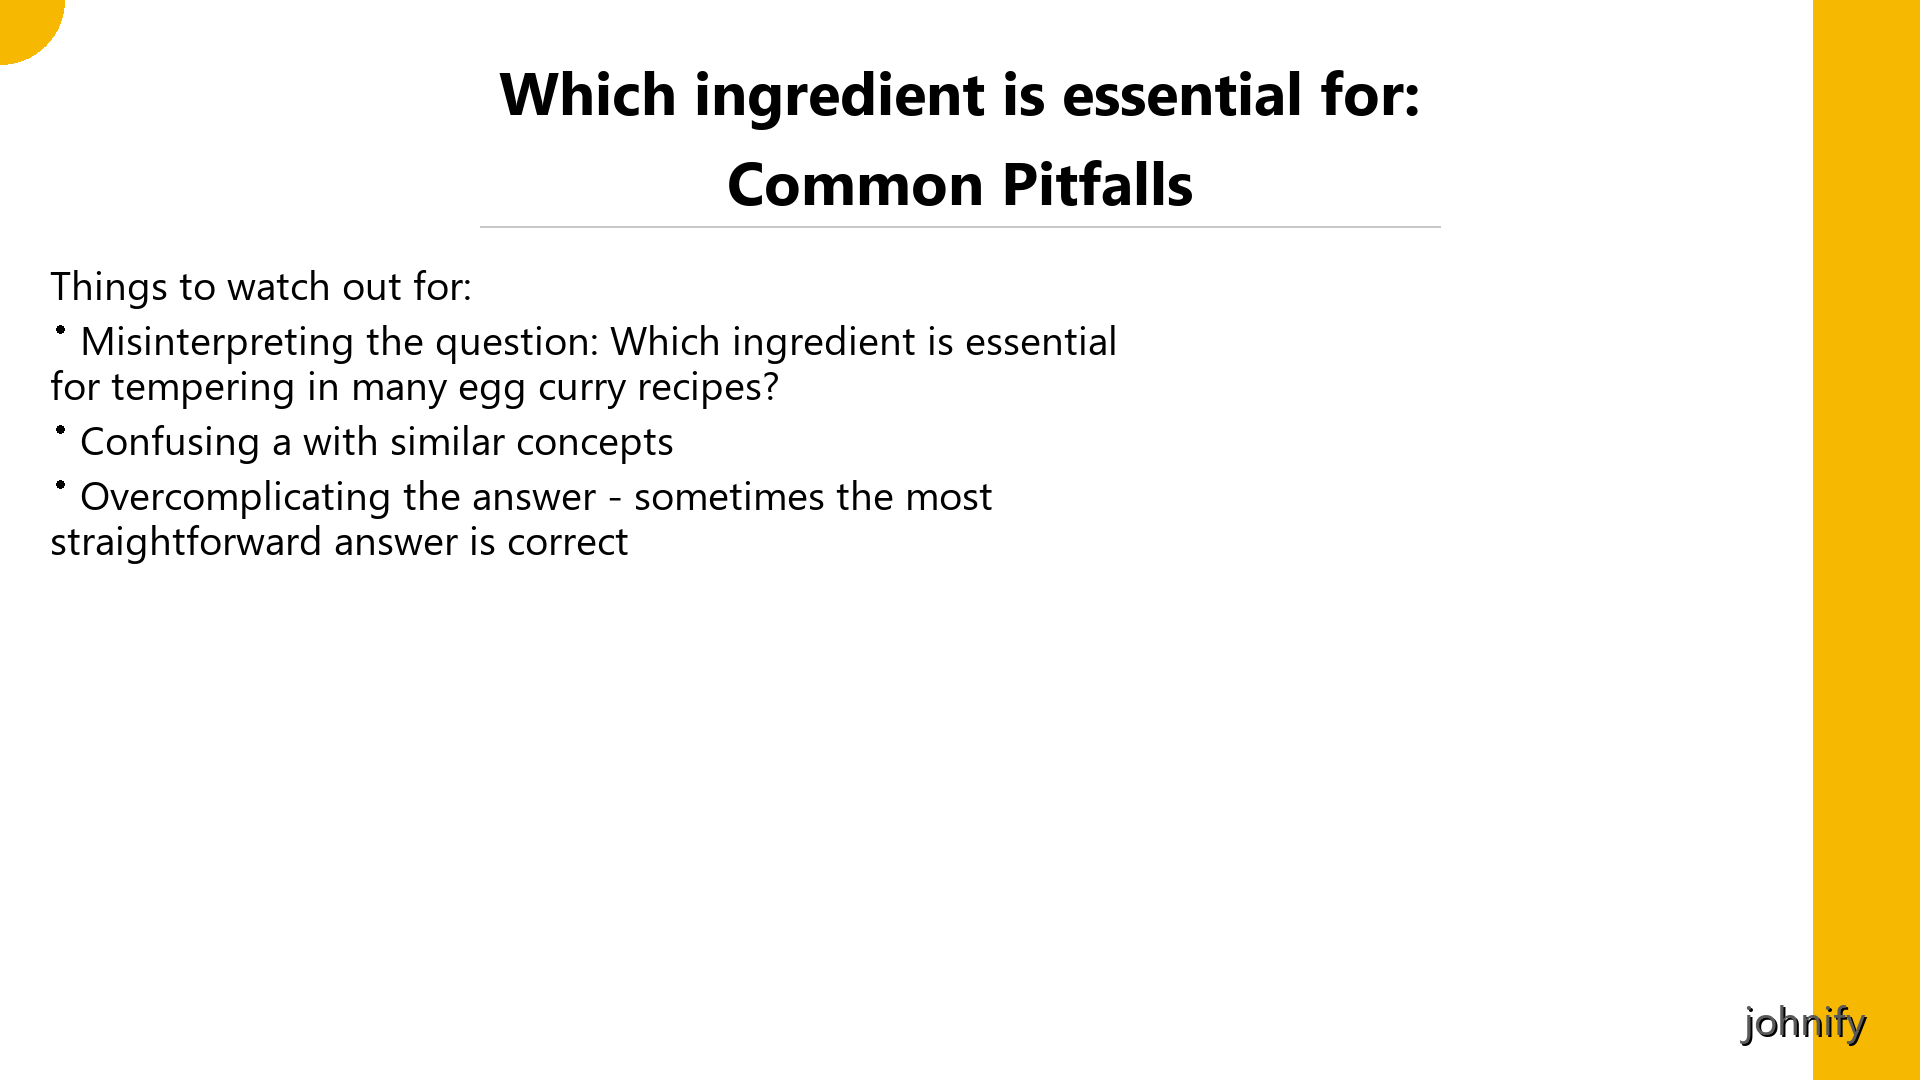 Which ingredient is essential for:
Common Pitfalls
Things to watch out for:
• Misinterpreting the question: Which ingredient is essential
for tempering in many egg curry recipes?
• Confusing a with similar concepts
• Overcomplicating the answer - sometimes the most
straightforward answer is correct
johnify